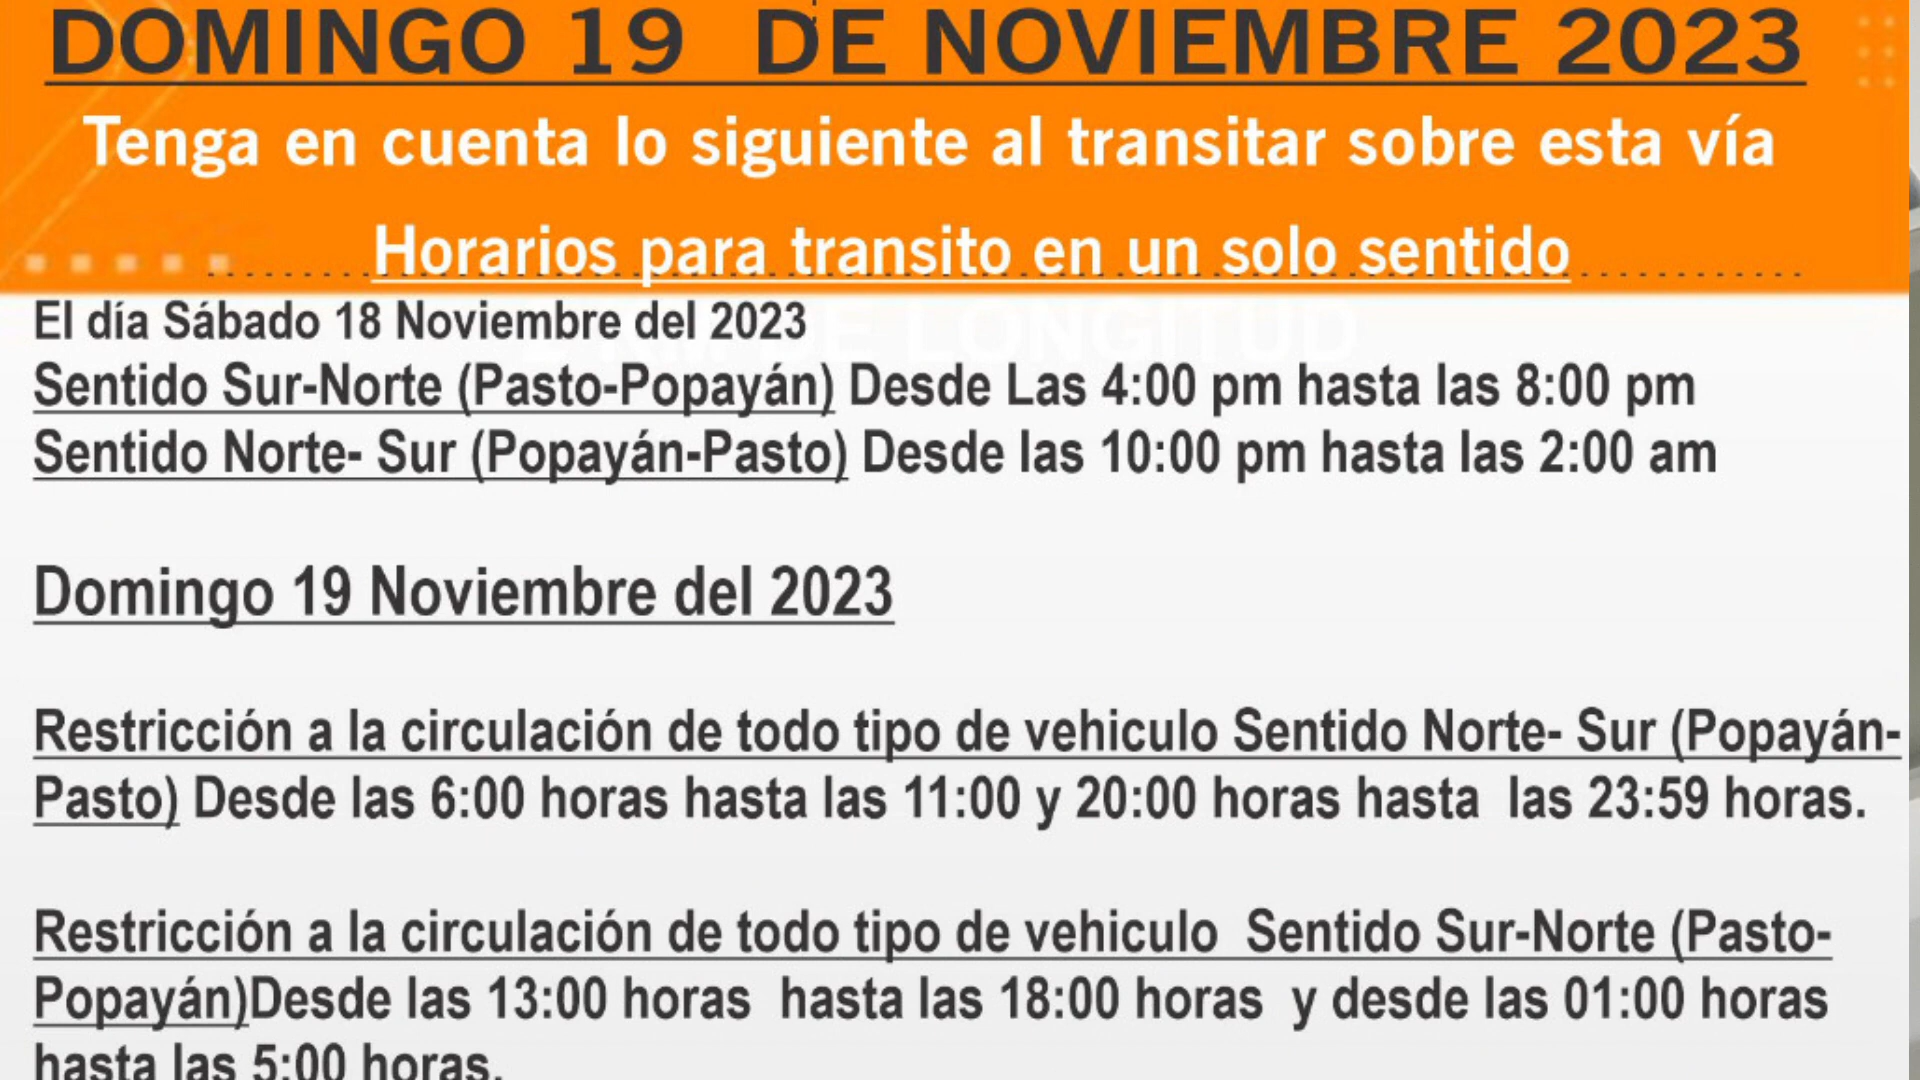 DOMINGO 19 DE NOVIEMBRE 2023
Tenga en cuenta lo siguiente al transitar sobre esta vía
Horarios para transito en un solo sentido
DE LONGITUD
El día Sábado 18 Noviembre del 2023
Sentido Sur-Norte (Pasto-Popayán) Desde Las 4:00 pm hasta las 8:00 pm
Sentido Norte- Sur (Popayán-Pasto) Desde las 10:00 pm hasta las 2:00 am
Domingo 19 Noviembre del 2023
Restricción a la circulación de todo tipo de vehiculo Sentido Norte- Sur (Popayán-
Pasto) Desde las 6:00 horas hasta las 11:00 y 20:00 horas hasta las 23:59 horas.
Restricción a la circulación de todo tipo de vehiculo Sentido Sur-Norte (Pasto-
Popayán)Desde las 13:00 horas hasta las 18:00 horas y desde las 01:00 horas
hasta las 5:00 horas.